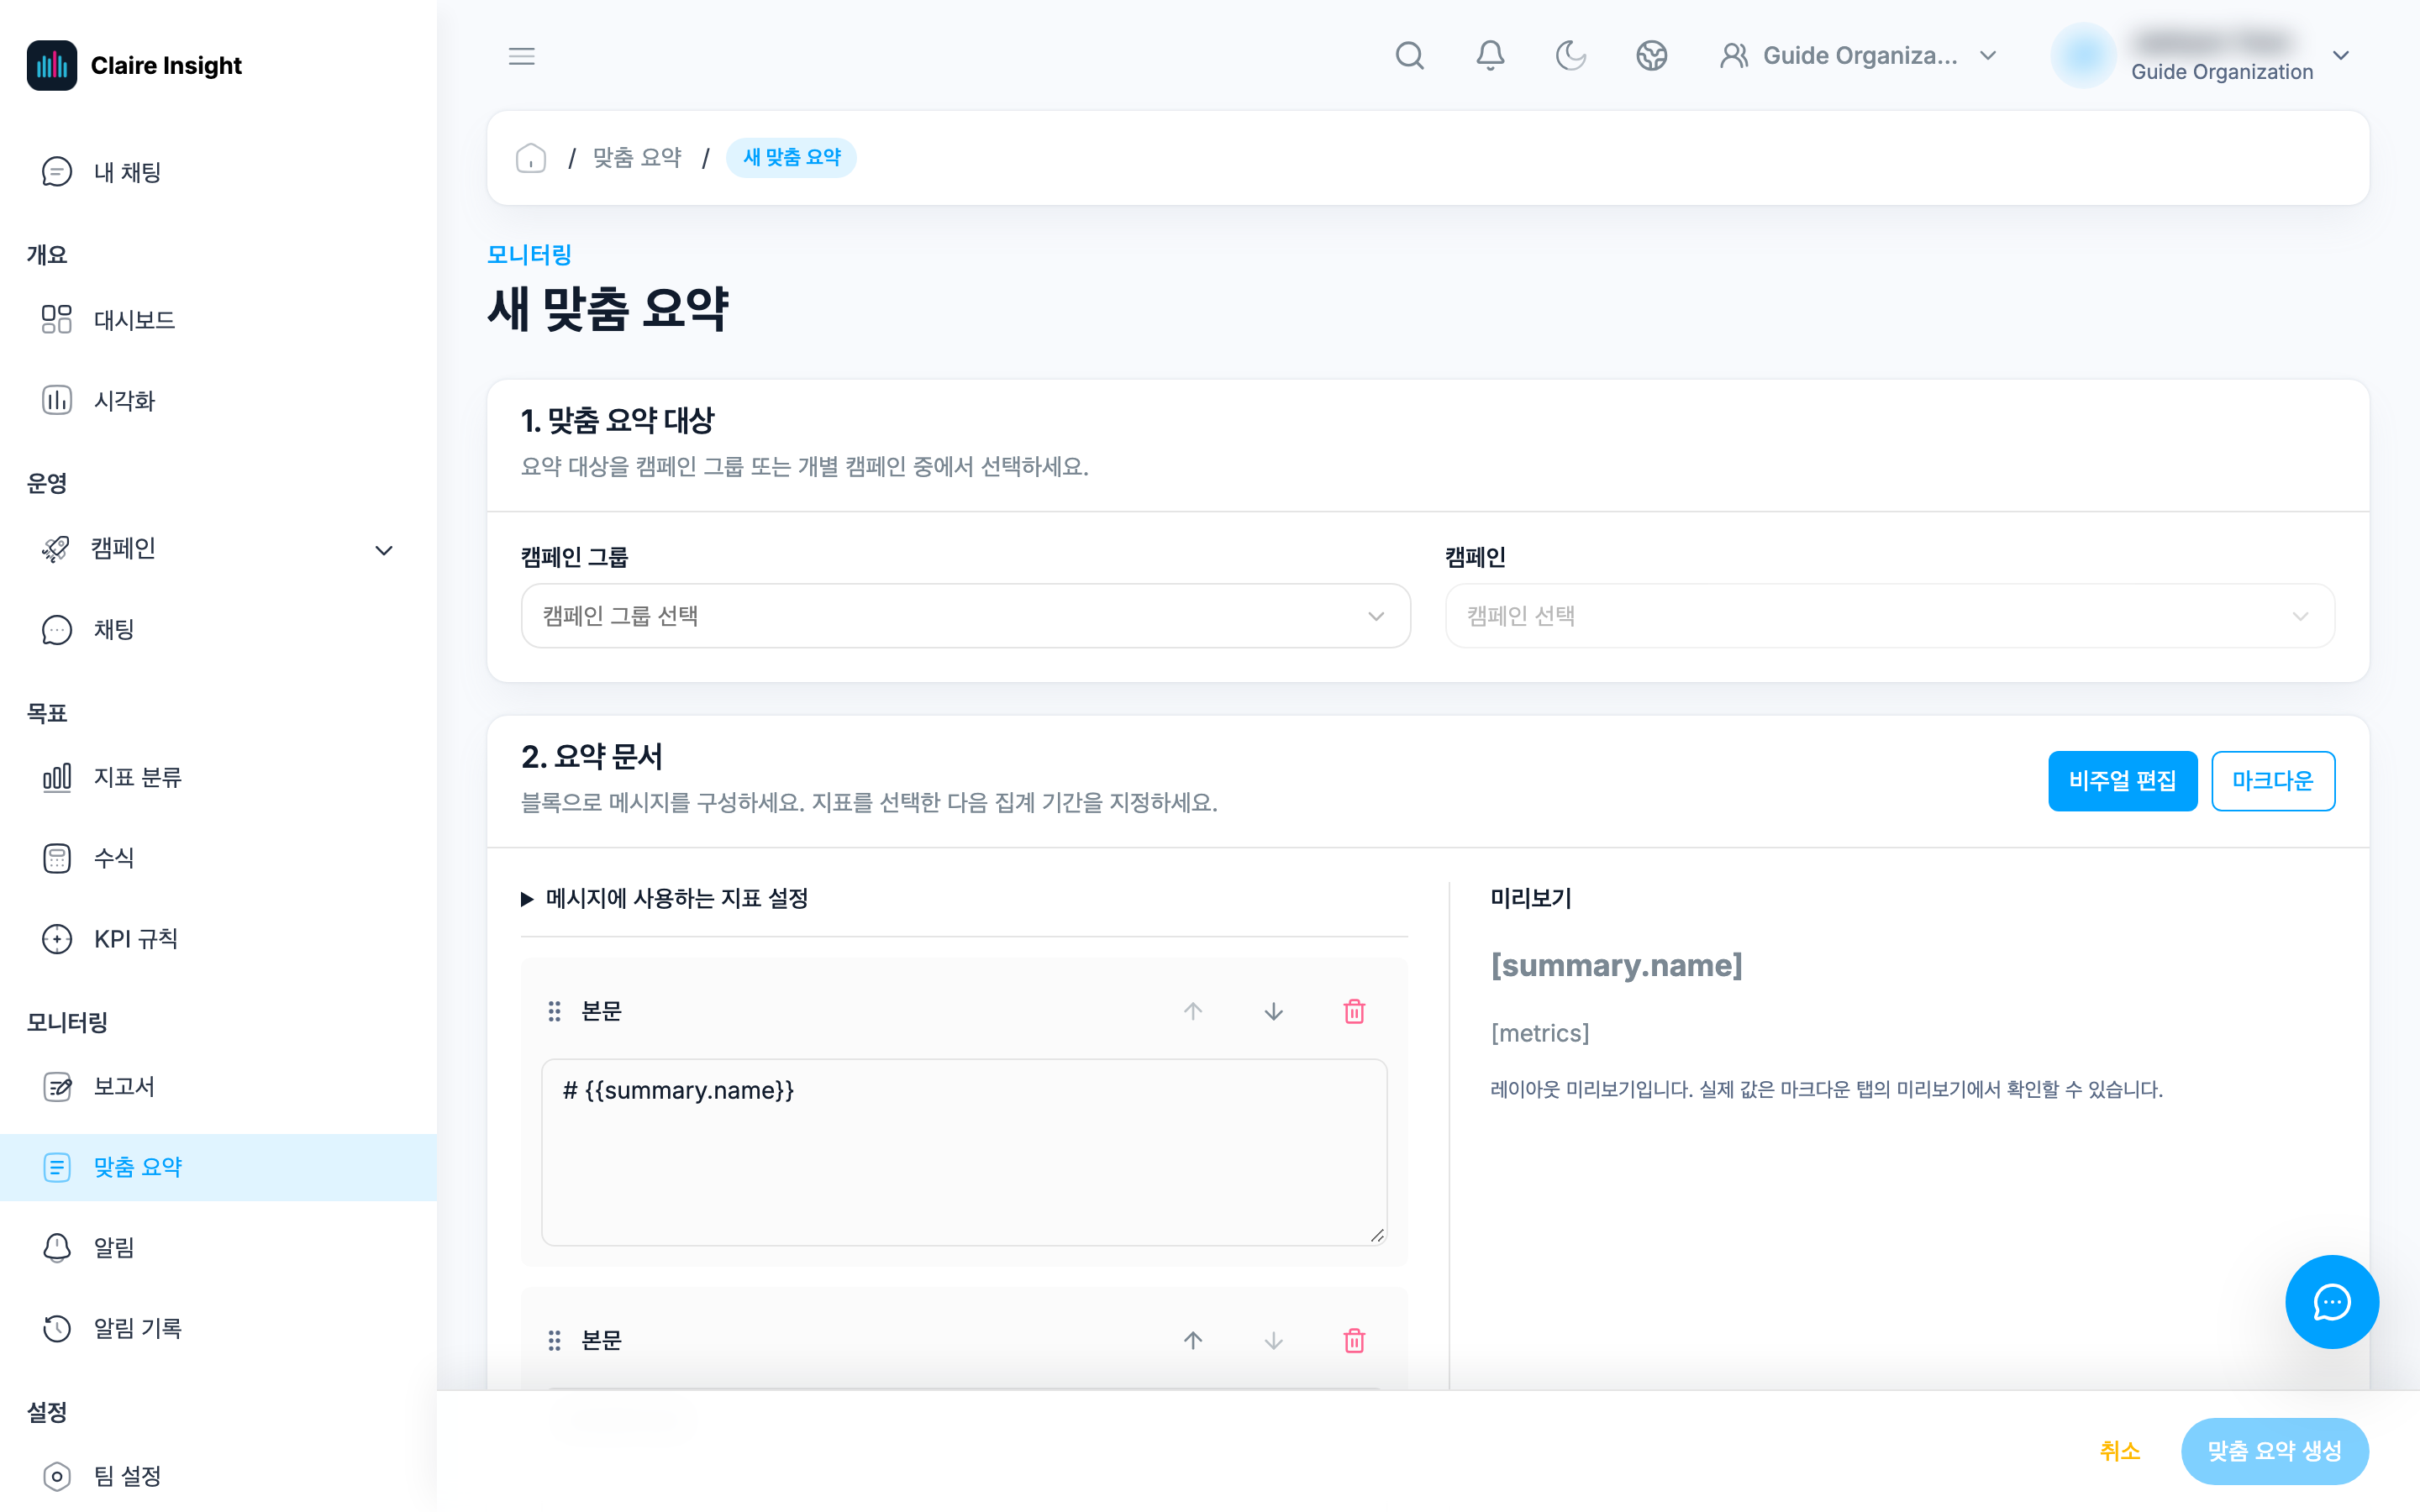 Claire Insight
내 채팅
개요
대시보드
시각화
운영
캠페인
채팅
목표
지표 분류
수식
KPI 규칙
모니터링
보고서
맞춤 요약
알림
알림 기록
설정
팀 설정
Guide Organiza...
Guide Organization
/ 맞춤 요약 / 새 맞춤 요약
모니터링
새 맞춤 요약
1. 맞춤 요약 대상
요약 대상을 캠페인 그룹 또는 개별 캠페인 중에서 선택하세요.
캠페인 그룹
캠페인 그룹 선택
캠페인
캠페인 선택
2. 요약 문서
블록으로 메시지를 구성하세요. 지표를 선택한 다음 집계 기간을 지정하세요.
비주얼 편집
마크다운
메시지에 사용하는 지표 설정
본문
# {{summary.name}}
본문
미리보기
[summary.name]
[metrics]
레이아웃 미리보기입니다. 실제 값은 마크다운 탭의 미리보기에서 확인할 수 있습니다.
취소
맞춤 요약 생성